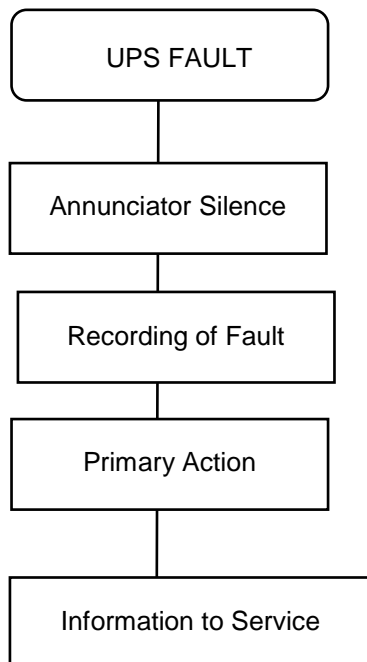 UPS FAULT
Annunciator Silence
Recording of Fault
Primary Action
Information to Service